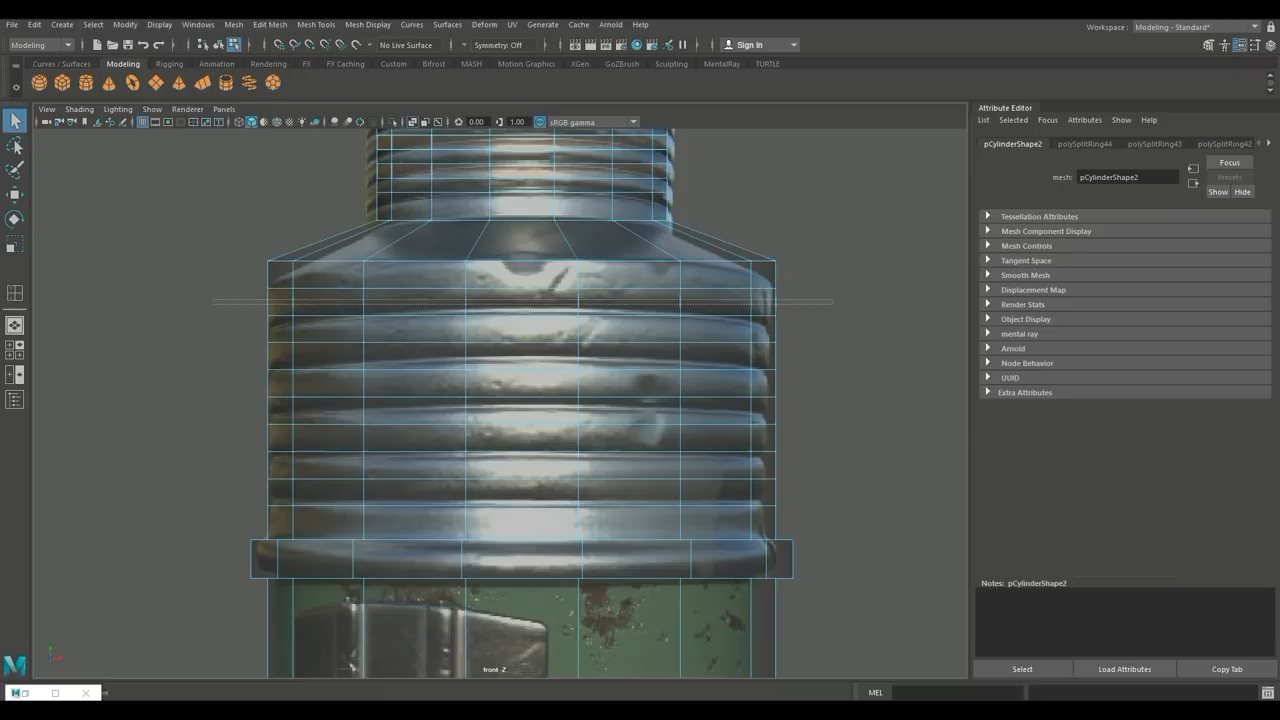 File Edit Create Select Modify Display Windows Mesh Edit Mesh Mesh Tools Mesh Display Curves Surfaces Deform UV Generate Cache Arnold Help
Workspace : Modeling - Standard*
Modeling No Live Surface Symmetry: Off Sign In
Curves / Surfaces Modeling Rigging Animation Rendering FX FX Caching Custom Bifrost MASH Motion Graphics XGen GoZBrush Sculpting MentalRay TURTLE
View Shading Lighting Show Renderer Panels
0.00 1.00 sRGB gamma
Attribute Editor
List Selected Focus Attributes Show Help
pCylinderShape2 polySplitRing44 polySplitRing43 polySplitRing42
Focus
mesh: pCylinderShape2 Presets
Show Hide
Tessellation Attributes
Mesh Component Display
Mesh Controls
Tangent Space
Smooth Mesh
Displacement Map
Render Stats
Object Display
mental ray
Arnold
Node Behavior
UUID
Extra Attributes
Notes: pCylinderShape2
front -Z
Select Load Attributes Copy Tab
MEL